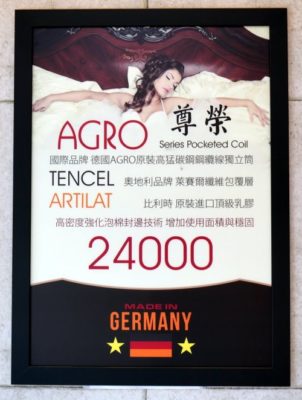 AGRO 尊榮
Series Pocketed Coil
國際品牌 德國AGRO原裝高猛碳鋼鋼纖線獨立筒
TENCEL 奧地利品牌 萊賽爾纖維包覆層
ARTILAT 比利時 原裝進口頂級乳膠
高密度強化泡棉封邊技術 增加使用面積與穩固
24000
MADE IN
GERMANY